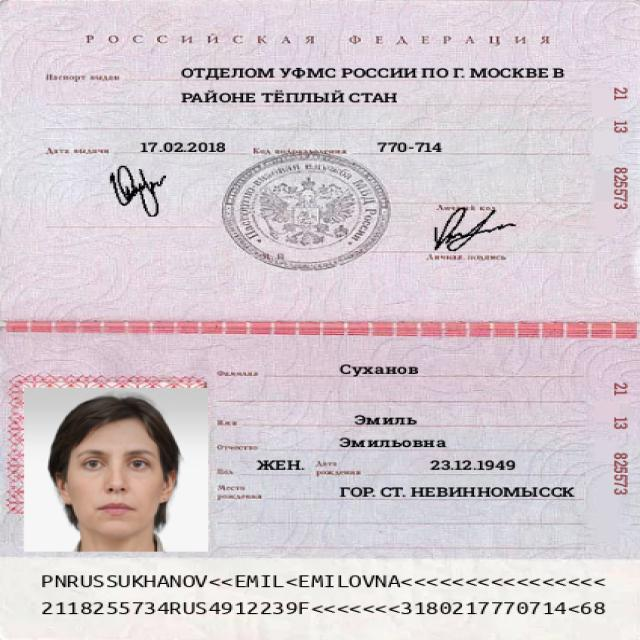 РОССИЙСКАЯ ФЕДЕРАЦИЯ
Паспорт выдан ОТДЕЛОМ УФМС РОССИИ ПО Г. МОСКВЕ В
РАЙОНЕ ТЁПЛЫЙ СТАН
Дата выдачи 17.02.2018 Код подразделения 770-714
Личный код
Личная подпись
21 13 825573
Фамилия Суханов
Имя Эмиль
Отчество Эмильовна
Пол ЖЕН. Дата рождения 23.12.1949
Место рождения ГОР. СТ. НЕВИННОМЫССК
21 13 825573
PNRUSSUKHANOV<<EMIL<EMILOVNA<<<<<<<<<<<<<<<<
2118255734RUS4912239F<<<<<<<3180217770714<68